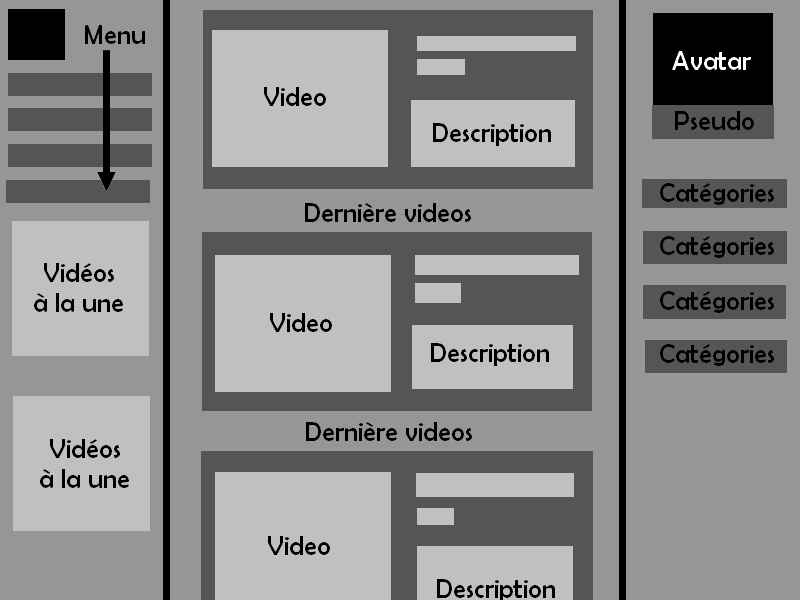 Menu
Vidéos
à la une
Vidéos
à la une
Video
Description
Dernière videos
Video
Description
Dernière videos
Video
Description
Avatar
Pseudo
Catégories
Catégories
Catégories
Catégories